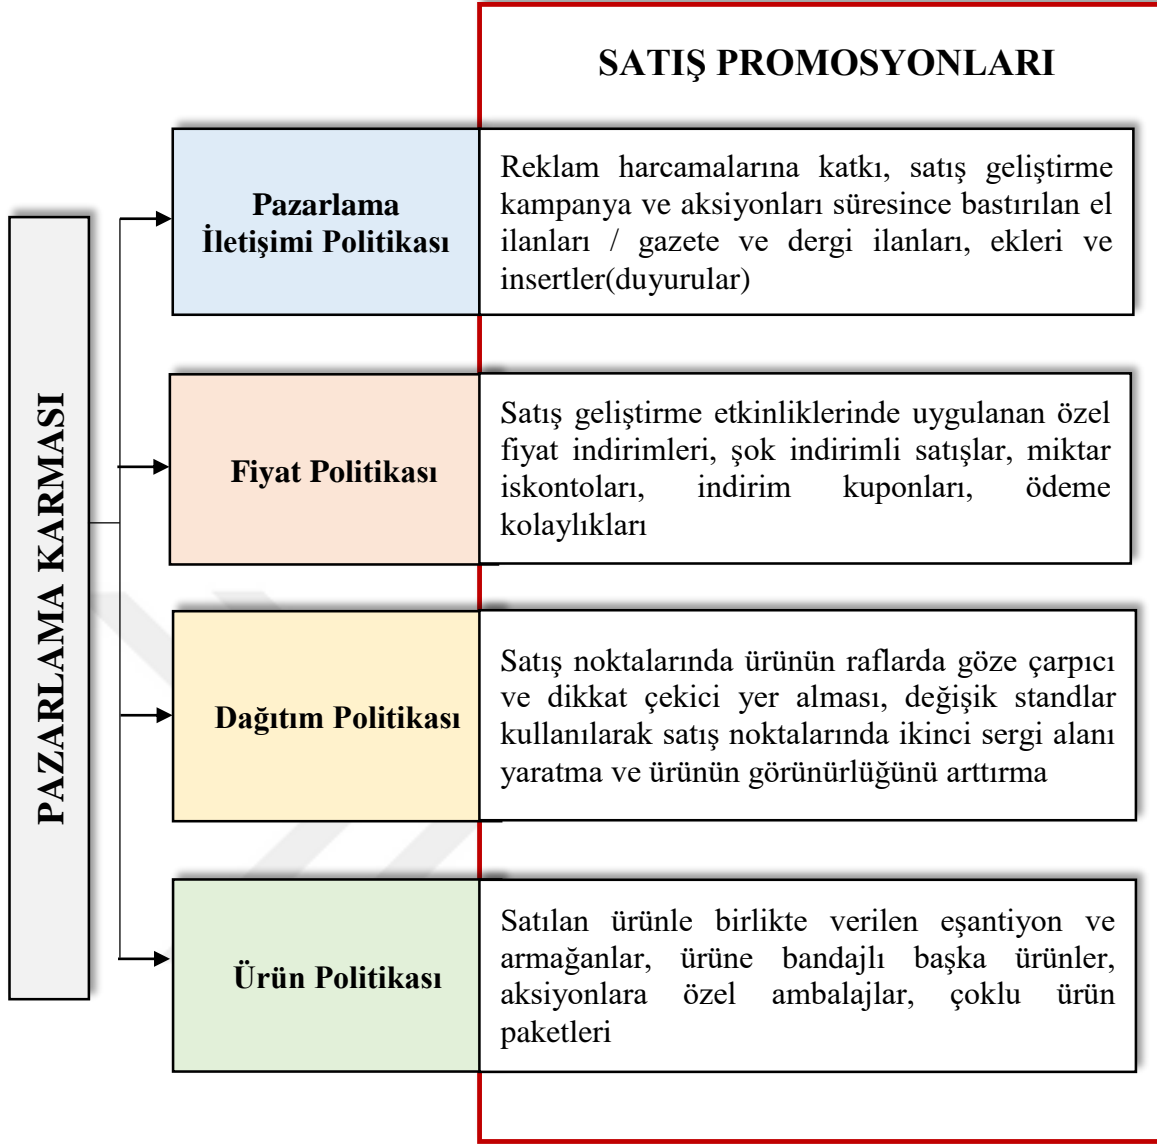 SATIŞ PROMOSYONLARI
PAZARLAMA KARMASI
Pazarlama
İletişimi Politikası
Reklam harcamalarına katkı, satış geliştirme
kampanya ve aksiyonları süresince bastırılan el
ilanları / gazete ve dergi ilanları, ekleri ve
insertler(duyurular)
Fiyat Politikası
Satış geliştirme etkinliklerinde uygulanan özel
fiyat indirimleri, şok indirimli satışlar, miktar
iskontoları, indirim kuponları, ödeme
kolaylıkları
Dağıtım Politikası
Satış noktalarında ürünün raflarda göze çarpıcı
ve dikkat çekici yer alması, değişik standlar
kullanılarak satış noktalarında ikinci sergi alanı
yaratma ve ürünün görünürlüğünü arttırma
Ürün Politikası
Satılan ürünle birlikte verilen eşantiyon ve
armağanlar, ürüne bandajlı başka ürünler,
aksiyonlara özel ambalajlar, çoklu ürün
paketleri